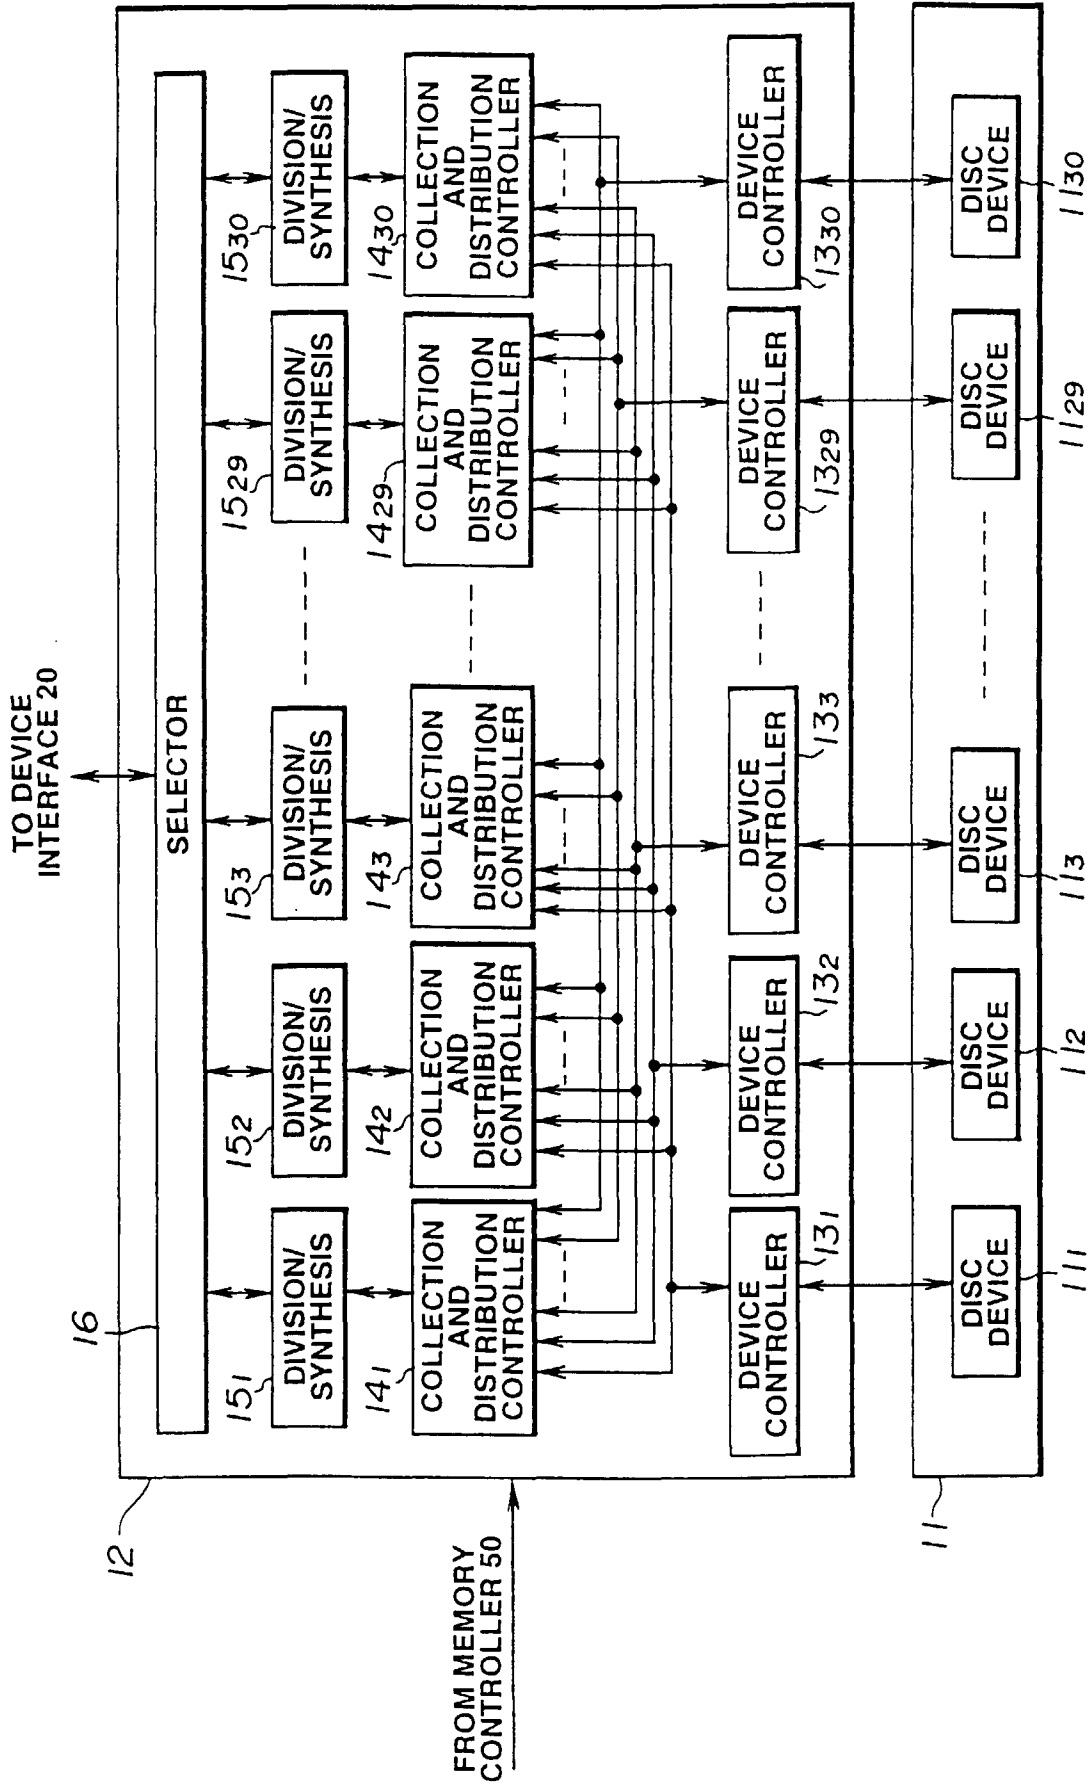 TO DEVICE
INTERFACE 20
16
12
SELECTOR
151
DIVISION/
SYNTHESIS
152
DIVISION/
SYNTHESIS
153
DIVISION/
SYNTHESIS
1529
DIVISION/
SYNTHESIS
1530
DIVISION/
SYNTHESIS
141
COLLECTION
AND
DISTRIBUTION
CONTROLLER
142
COLLECTION
AND
DISTRIBUTION
CONTROLLER
143
COLLECTION
AND
DISTRIBUTION
CONTROLLER
1429
COLLECTION
AND
DISTRIBUTION
CONTROLLER
1430
COLLECTION
AND
DISTRIBUTION
CONTROLLER
FROM MEMORY
CONTROLLER 50
DEVICE
CONTROLLER
131
DEVICE
CONTROLLER
132
DEVICE
CONTROLLER
133
DEVICE
CONTROLLER
1329
DEVICE
CONTROLLER
1330
11
DISC
DEVICE
111
DISC
DEVICE
112
DISC
DEVICE
113
DISC
DEVICE
1129
DISC
DEVICE
1130